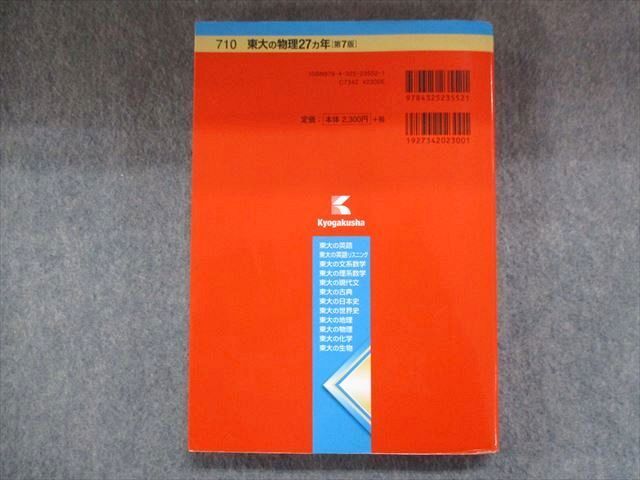 710 東大の物理27カ年[第7版]
ISBN978-4-325-23552-1
C7342 ¥2300E
9784325235521
定価：本体 2,300円+税
1927342023001
Kyogakusha
東大の英語
東大の英語リスニング
東大の文系数学
東大の理系数学
東大の現代文
東大の古典
東大の日本史
東大の世界史
東大の地理
東大の物理
東大の化学
東大の生物